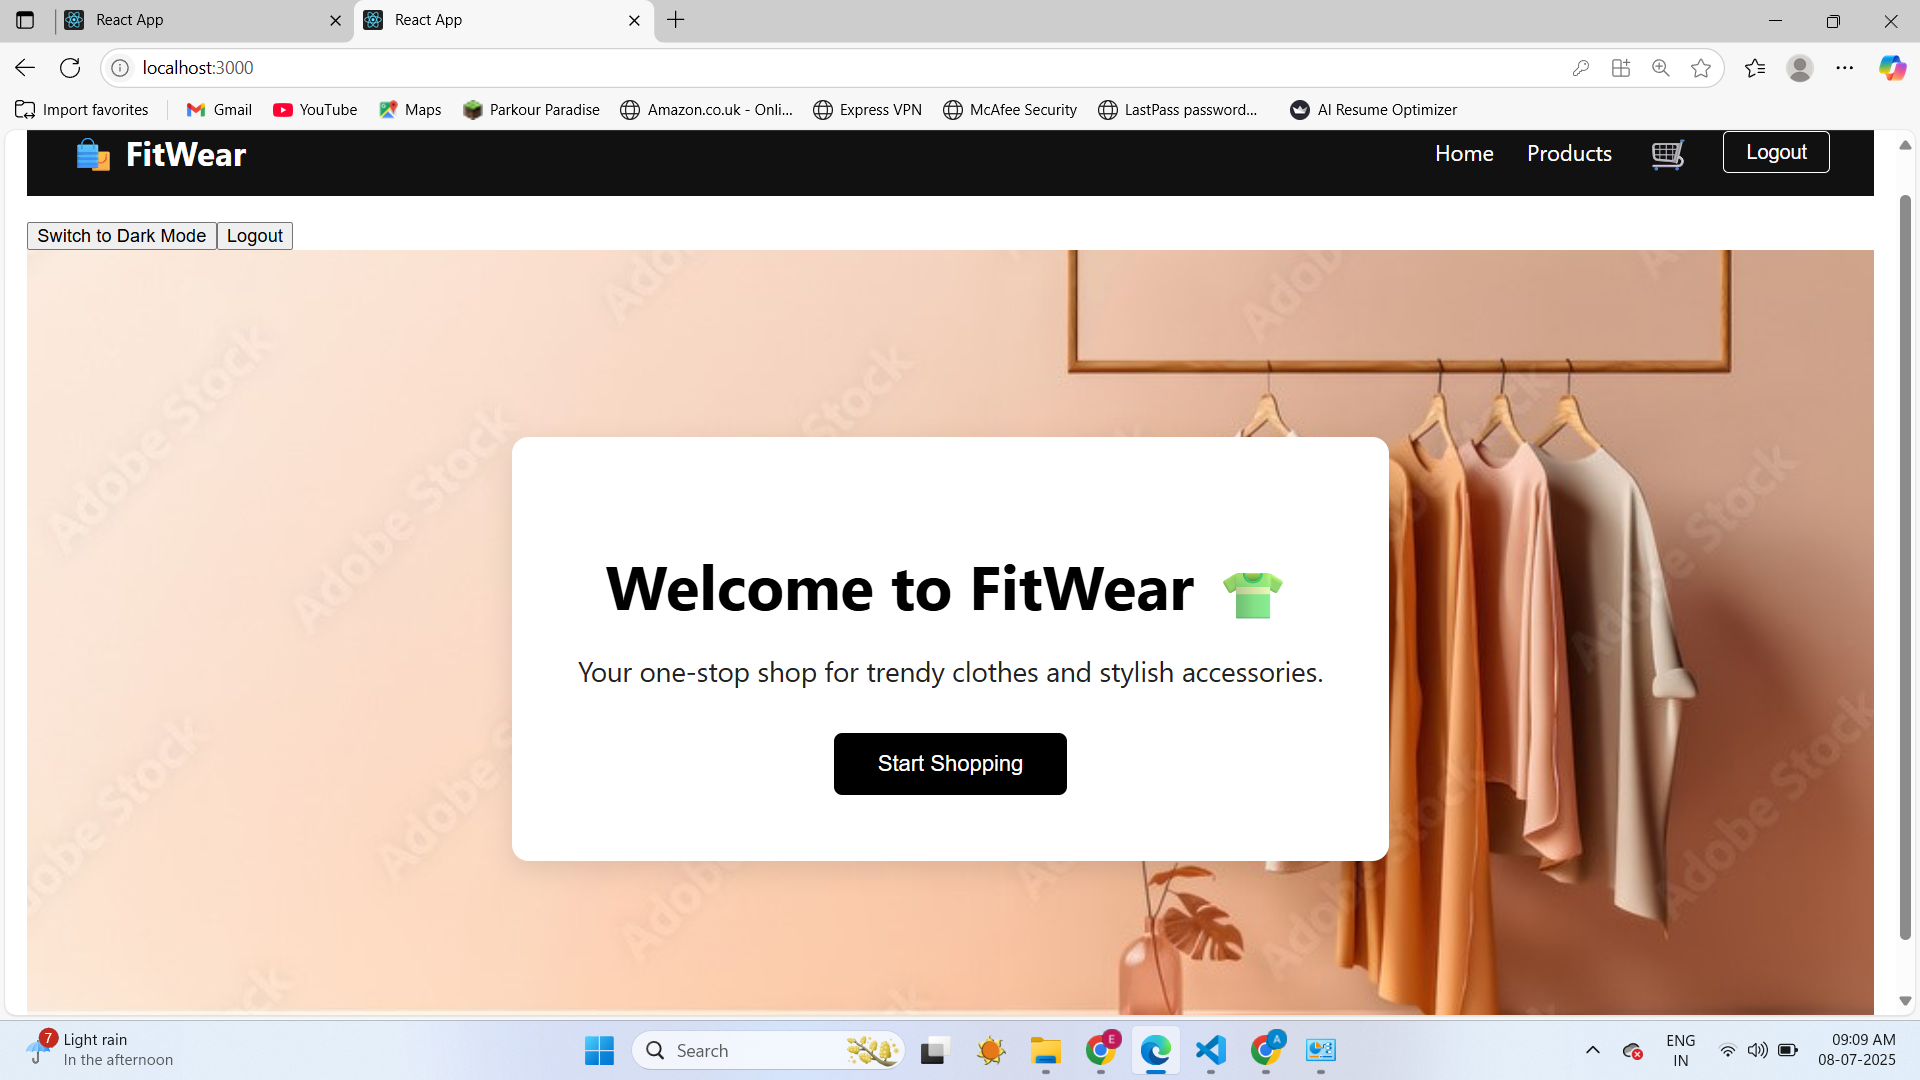 React App
React App
localhost:3000
Import favorites
Gmail
YouTube
Maps
Parkour Paradise
Amazon.co.uk - Onli...
Express VPN
McAfee Security
LastPass password...
AI Resume Optimizer
FitWear
Home
Products
Logout
Switch to Dark Mode
Logout
Adobe Stock
Welcome to FitWear
Your one-stop shop for trendy clothes and stylish accessories.
Start Shopping
7
Light rain
In the afternoon
Search
E
A
ENG
IN
09:09 AM
08-07-2025